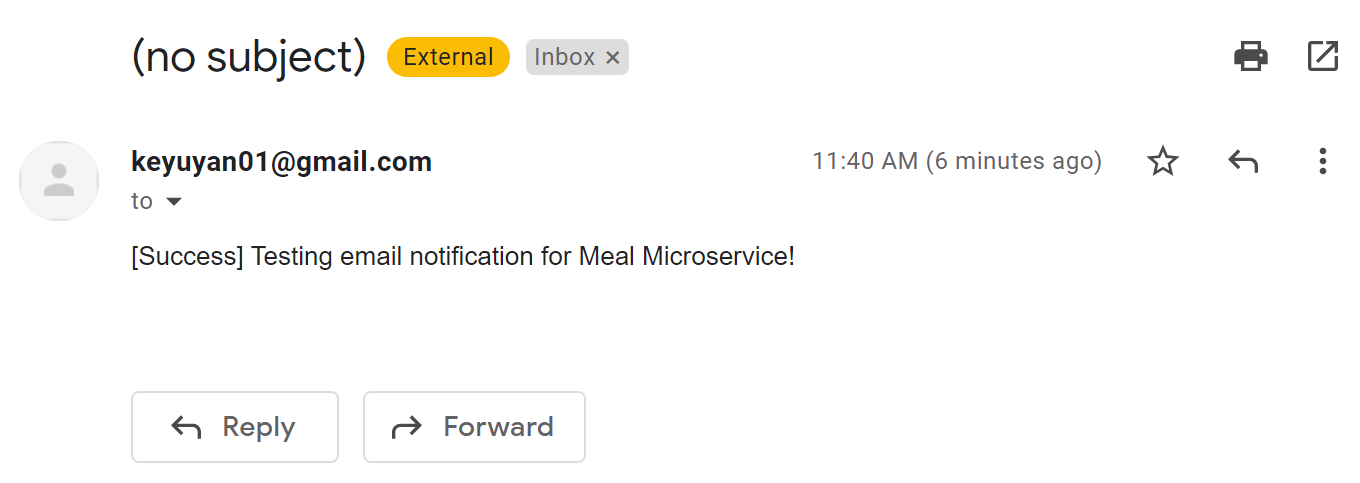 (no subject) External Inbox ×
keyuyan01@gmail.com 11:40 AM (6 minutes ago)
to
[Success] Testing email notification for Meal Microservice!
Reply Forward